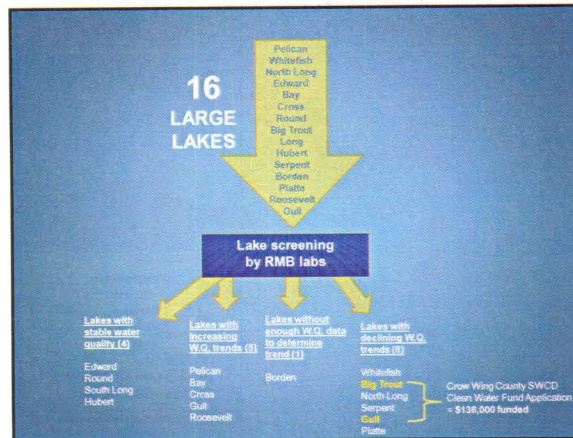 16
LARGE
LAKES
Pelican
Whitefish
North Long
Edward
Bay
Cross
Round
Big Trout
Long
Hubert
Serpent
Borden
Platte
Roosevelt
Gull
Lake screening
by RMB labs
Lakes with
stable water
quality (4)
Edward
Round
South Long
Hubert
Lakes with
Increasing
W.Q. trends (5)
Pelican
Bay
Cross
Gull
Roosevelt
Lakes without
enough W.Q. data
to determine
trend (1)
Borden
Lakes with
declining W.Q.
trends (6)
Whitefish
Big Trout
North Long
Serpent
Gull
Platte
Crow Wing County SWCD
Clean Water Fund Application
= $136,000 funded